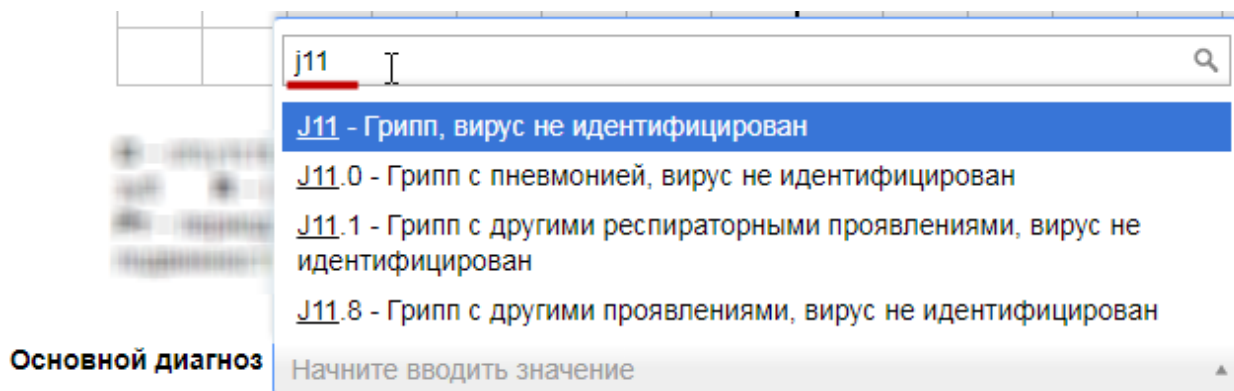 j11
J11 - Грипп, вирус не идентифицирован
J11.0 - Грипп с пневмонией, вирус не идентифицирован
J11.1 - Грипп с другими респираторными проявлениями, вирус не
идентифицирован
J11.8 - Грипп с другими проявлениями, вирус не идентифицирован
Основной диагноз Начните вводить значение